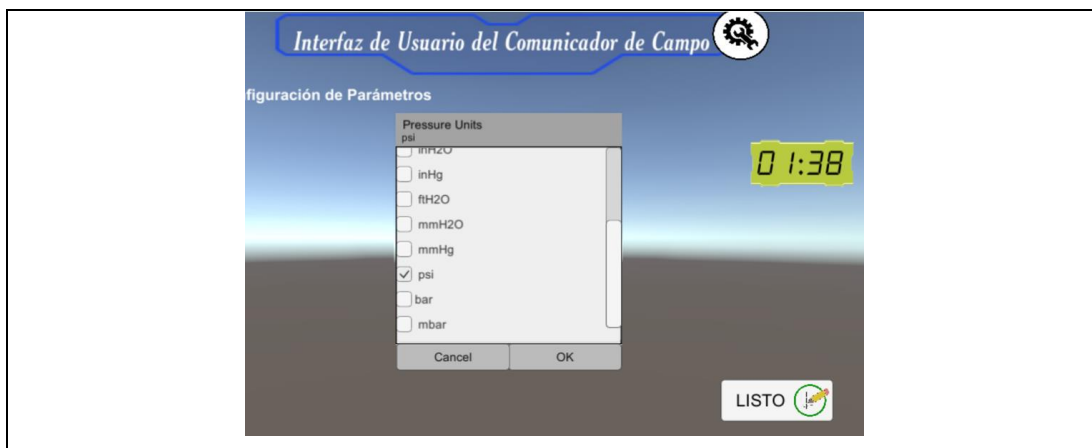 Interfaz de Usuario del Comunicador de Campo
figuración de Parámetros
Pressure Units
psi
inH2O
inHg
ftH2O
01:38
mmH2O
mmHg
psi
bar
mbar
Cancel OK
LISTO